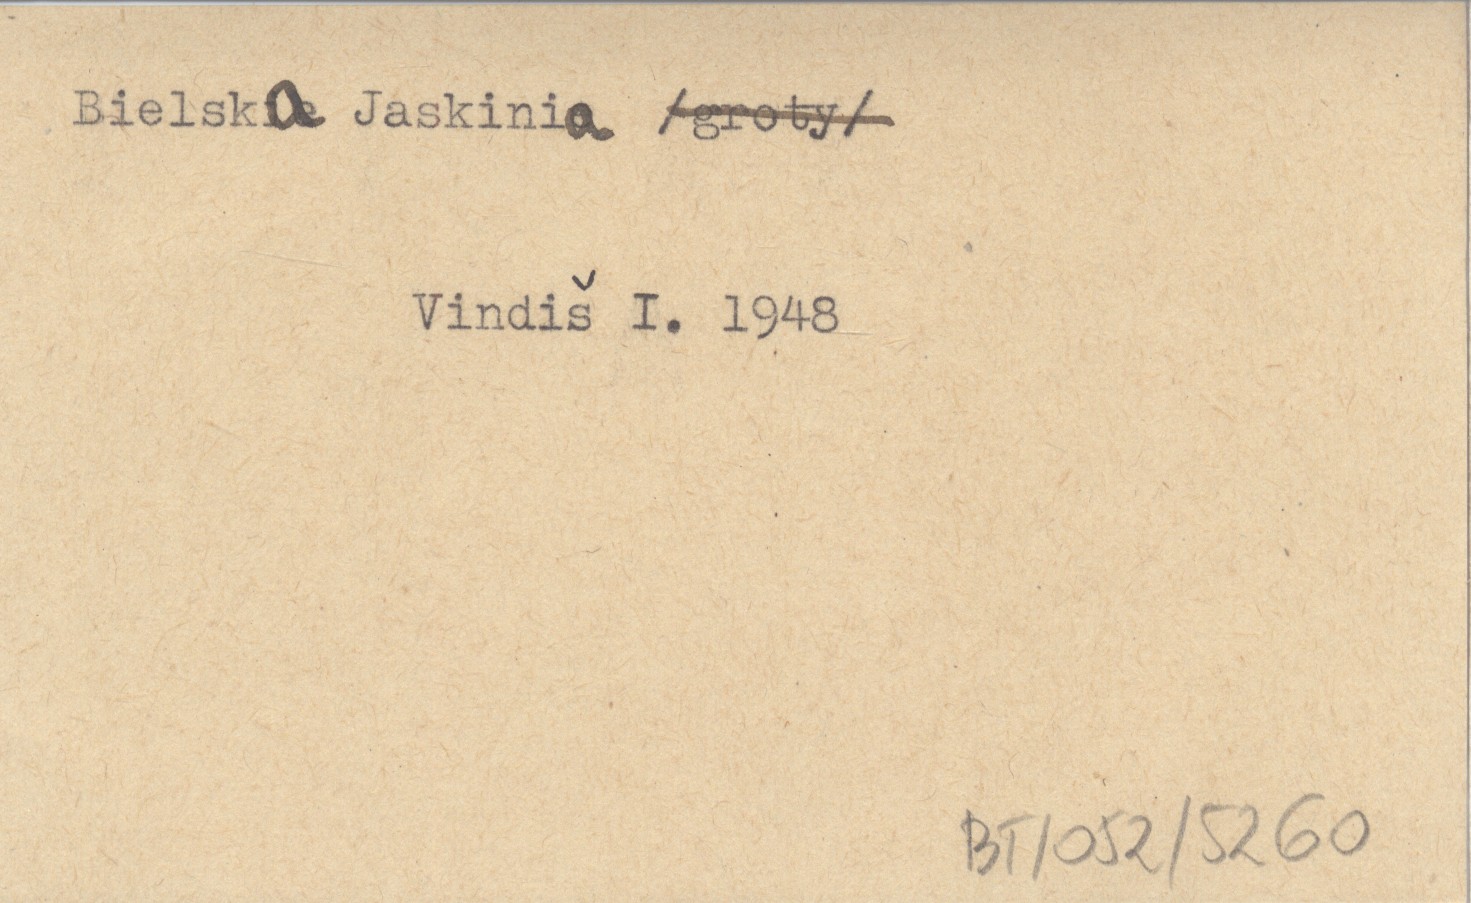 Bielska Jaskinia /groty/
Vindiš I. 1948
BT/052/5260